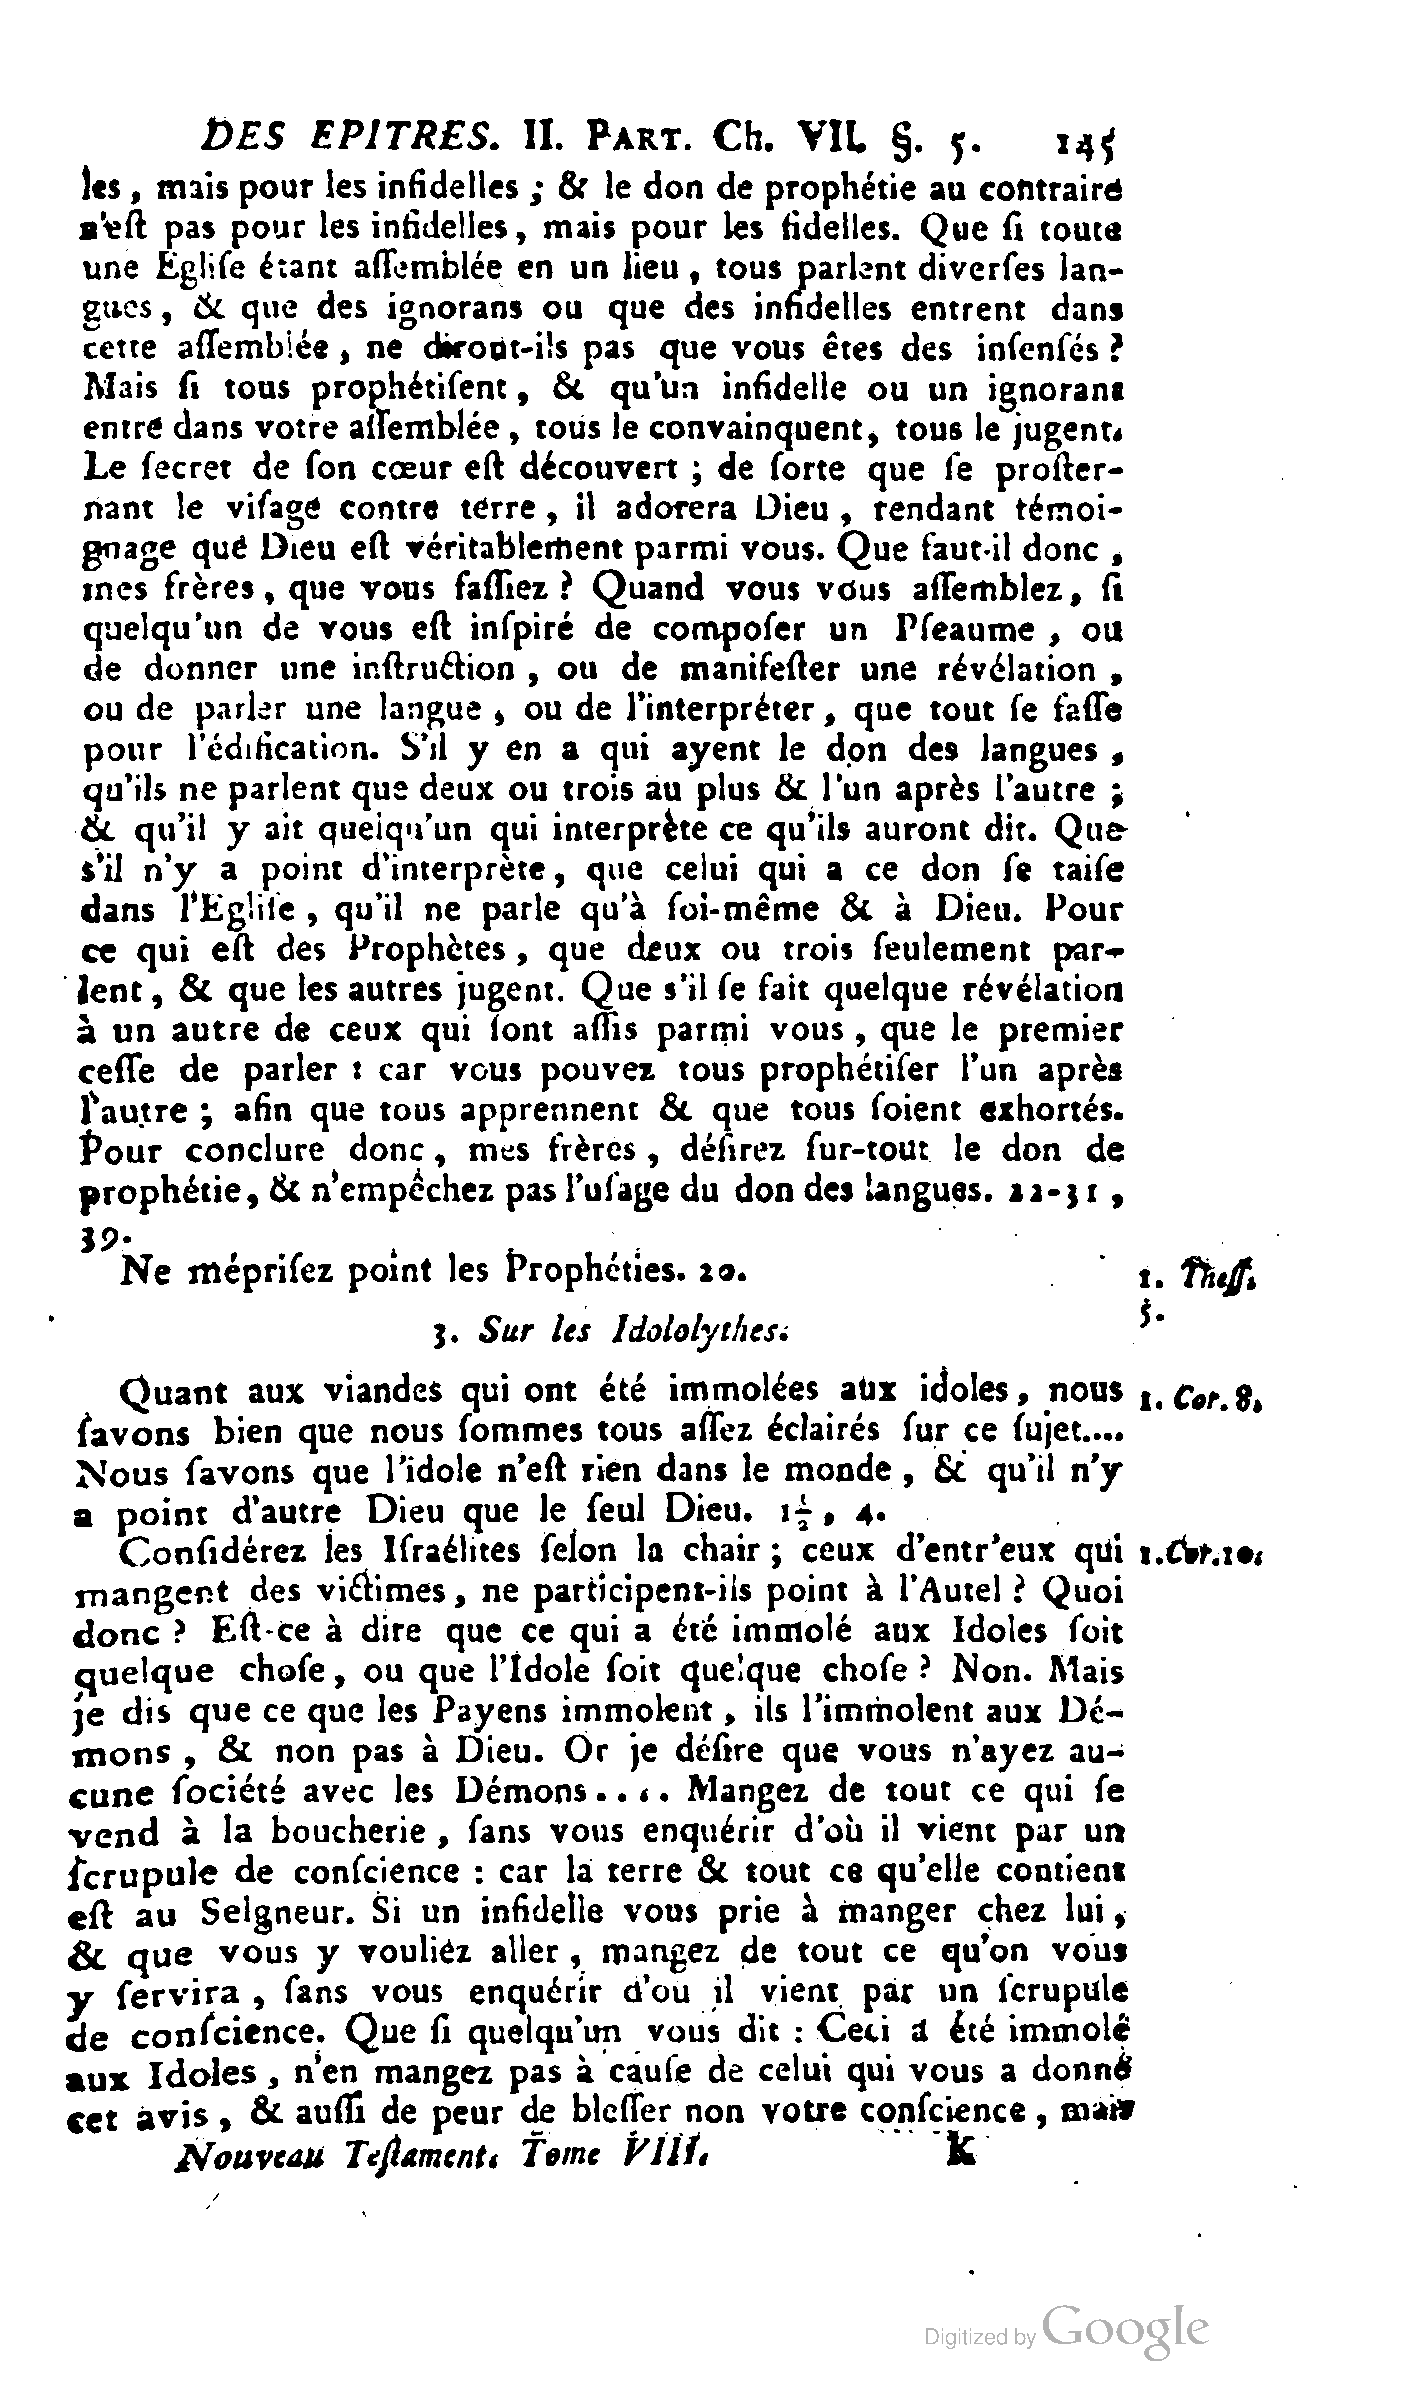 DES EPITRES. II. PART. Ch. VII. §. 5. 145
les, mais pour les infidelles ; & le don de prophétie au contraire
n'eſt pas pour les infidelles, mais pour les fidelles. Que ſi toute
une Egliſe étant aſſemblée en un lieu, tous parlent diverſes lan-
gues, & que des ignorans ou que des infidelles entrent dans
cette aſſemblée, ne diront-ils pas que vous êtes des inſenſés ?
Mais ſi tous prophétiſent, & qu'un infidelle ou un ignorant
entre dans votre aſſemblée, tous le convainquent, tous le jugent.
Le ſecret de ſon cœur eſt découvert ; de ſorte que ſe proſter-
nant le viſage contre terre, il adorera Dieu, rendant témoi-
gnage que Dieu eſt véritablement parmi vous. Que faut-il donc,
mes frères, que vous faſſiez ? Quand vous vous aſſemblez, ſi
quelqu'un de vous eſt inſpiré de compoſer un Pſeaume, ou
de donner une inſtruction, ou de manifeſter une révélation,
ou de parler une langue, ou de l'interpréter, que tout ſe faſſe
pour l'édification. S'il y en a qui ayent le don des langues,
qu'ils ne parlent que deux ou trois au plus & l'un après l'autre ;
& qu'il y ait quelqu'un qui interprète ce qu'ils auront dit. Que
s'il n'y a point d'interprète, que celui qui a ce don ſe taiſe
dans l'Egliſe, qu'il ne parle qu'à ſoi-même & à Dieu. Pour
ce qui eſt des Prophètes, que deux ou trois ſeulement par-
lent, & que les autres jugent. Que s'il ſe fait quelque révélation
à un autre de ceux qui ſont aſſis parmi vous, que le premier
ceſſe de parler : car vous pouvez tous prophétiſer l'un après
l'autre ; afin que tous apprennent & que tous ſoient exhortés.
Pour conclure donc, mes frères, déſirez ſur-tout le don de
prophétie, & n'empêchez pas l'uſage du don des langues. 22-31,
39.
Ne mépriſez point les Prophéties. 20.
1. Theſſ.
5.
3. Sur les Idololythes.
Quant aux viandes qui ont été immolées aux idoles, nous
1. Cor. 8.
ſavons bien que nous ſommes tous aſſez éclairés ſur ce ſujet....
Nous ſavons que l'idole n'eſt rien dans le monde, & qu'il n'y
a point d'autre Dieu que le ſeul Dieu. 1½, 4.
Conſidérez les Iſraélites ſelon la chair ; ceux d'entr'eux qui
1. Cor. 10.
mangent des victimes, ne participent-ils point à l'Autel ? Quoi
donc ? Eſt-ce à dire que ce qui a été immolé aux Idoles ſoit
quelque choſe, ou que l'Idole ſoit quelque choſe ? Non. Mais
je dis que ce que les Payens immolent, ils l'immolent aux Dé-
mons, & non pas à Dieu. Or je déſire que vous n'ayez au-
cune ſociété avec les Démons.... Mangez de tout ce qui ſe
vend à la boucherie, ſans vous enquérir d'où il vient par un
ſcrupule de conſcience : car la terre & tout ce qu'elle contient
eſt au Seigneur. Si un infidelle vous prie à manger chez lui,
& que vous y vouliéz aller, mangez de tout ce qu'on vous
y ſervira, ſans vous enquérir d'où il vient par un ſcrupule
de conſcience. Que ſi quelqu'un vous dit : Ceci a été immolé
aux Idoles, n'en mangez pas à cauſe de celui qui vous a donné
cet avis, & auſſi de peur de bleſſer non votre conſcience, mais
Nouveau Teſtament. Tome VIII. K
Digitized by Google